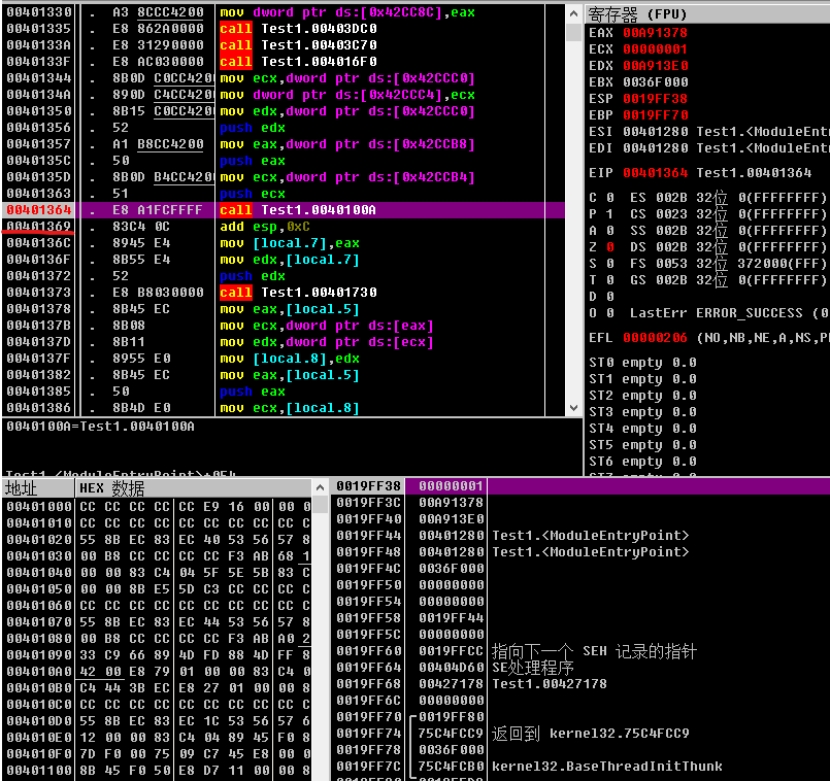 00401330 . A3 8CCC4200 mov dword ptr ds:[0x42CC8C],eax
00401335 . E8 862A0000 call Test1.00403DC0
0040133A . E8 31290000 call Test1.00403C70
0040133F . E8 AC030000 call Test1.004016F0
00401344 . 8B0D C0CC420 mov ecx,dword ptr ds:[0x42CCC0]
0040134A . 890D C4CC420 mov dword ptr ds:[0x42CCC4],ecx
00401350 . 8B15 C0CC420 mov edx,dword ptr ds:[0x42CCC0]
00401356 . 52 push edx
00401357 . A1 B8CC4200 mov eax,dword ptr ds:[0x42CCB8]
0040135C . 50 push eax
0040135D . 8B0D B4CC420 mov ecx,dword ptr ds:[0x42CCB4]
00401363 . 51 push ecx
00401364 . E8 A1FCFFFF call Test1.0040100A
00401369 . 83C4 0C add esp,0xC
0040136C . 8945 E4 mov [local.7],eax
0040136F . 8B55 E4 mov edx,[local.7]
00401372 . 52 push edx
00401373 . E8 B8030000 call Test1.00401730
00401378 . 8B45 EC mov eax,[local.5]
0040137B . 8B08 mov ecx,dword ptr ds:[eax]
0040137D . 8B11 mov edx,dword ptr ds:[ecx]
0040137F . 8955 E0 mov [local.8],edx
00401382 . 8B45 EC mov eax,[local.5]
00401385 . 50 push eax
00401386 . 8B4D E0 mov ecx,[local.8]
0040100A=Test1.0040100A
Test1.<ModuleEntryPoint>+0E4
寄存器 (FPU)
EAX 00A91378
ECX 00000001
EDX 00A913E0
EBX 0036F000
ESP 0019FF38
EBP 0019FF70
ESI 00401280 Test1.<ModuleEntr
EDI 00401280 Test1.<ModuleEntr
EIP 00401364 Test1.00401364
C 0 ES 002B 32位 0(FFFFFFFF)
P 1 CS 0023 32位 0(FFFFFFFF)
A 0 SS 002B 32位 0(FFFFFFFF)
Z 0 DS 002B 32位 0(FFFFFFFF)
S 0 FS 0053 32位 372000(FFF)
T 0 GS 002B 32位 0(FFFFFFFF)
D 0
O 0 LastErr ERROR_SUCCESS (0
EFL 00000206 (NO,NB,NE,A,NS,P
ST0 empty 0.0
ST1 empty 0.0
ST2 empty 0.0
ST3 empty 0.0
ST4 empty 0.0
ST5 empty 0.0
ST6 empty 0.0
地址 HEX 数据
00401000 CC CC CC CC CC E9 16 00 00 0
00401010 CC CC CC CC CC CC CC CC CC C
00401020 55 8B EC 83 EC 40 53 56 57 8
00401030 00 B8 CC CC CC CC F3 AB 68 1
00401040 00 00 83 C4 04 5F 5E 5B 83 C
00401050 00 00 8B E5 5D C3 CC CC CC C
00401060 CC CC CC CC CC CC CC CC CC C
00401070 55 8B EC 83 EC 44 53 56 57 8
00401080 00 B8 CC CC CC CC F3 AB A0 2
00401090 33 C9 66 89 4D FD 88 4D FF 8
004010A0 42 00 E8 79 01 00 00 83 C4 0
004010B0 C4 44 3B EC E8 27 01 00 00 8
004010C0 CC CC CC CC CC CC CC CC CC C
004010D0 55 8B EC 83 EC 1C 53 56 57 6
004010E0 12 00 00 83 C4 04 89 45 F0 8
004010F0 7D F0 00 75 09 C7 45 E8 00 0
00401100 8B 45 F0 50 E8 D7 11 00 00 8
0019FF38 00000001
0019FF3C 00A91378
0019FF40 00A913E0
0019FF44 00401280 Test1.<ModuleEntryPoint>
0019FF48 00401280 Test1.<ModuleEntryPoint>
0019FF4C 0036F000
0019FF50 00000000
0019FF54 00000000
0019FF58 0019FF44
0019FF5C 00000000
0019FF60 0019FFCC 指向下一个 SEH 记录的指针
0019FF64 00404D60 SE处理程序
0019FF68 00427178 Test1.00427178
0019FF6C 00000000
0019FF70 0019FF80
0019FF74 75C4FCC9 返回到 kernel32.75C4FCC9
0019FF78 0036F000
0019FF7C 75C4FCB0 kernel32.BaseThreadInitThunk